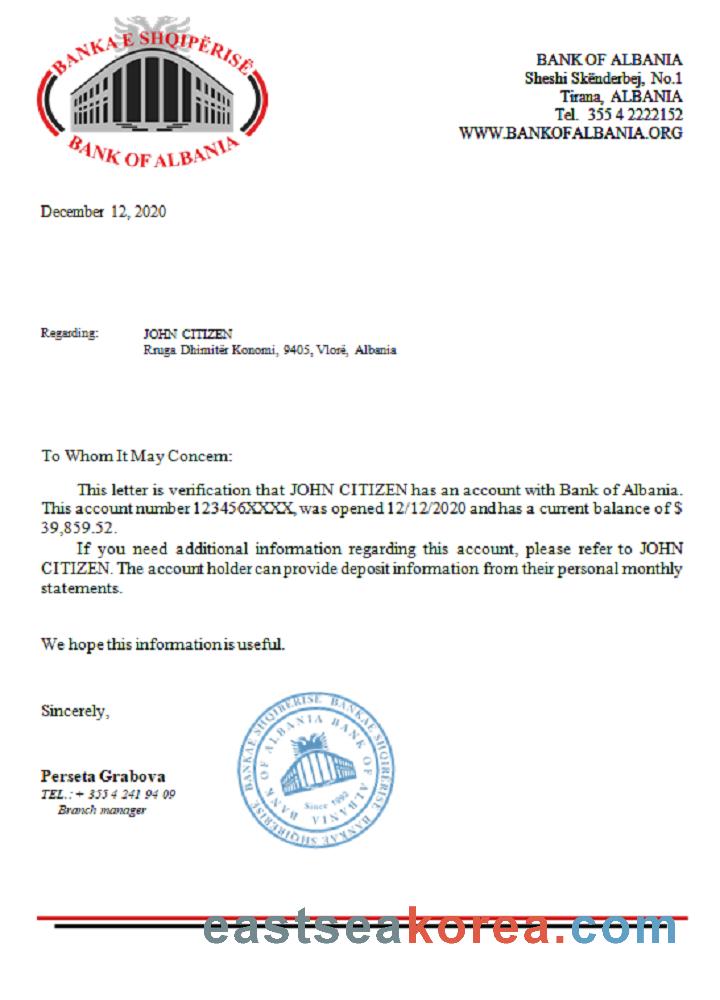 BANKA E SHQIPËRISË
BANK OF ALBANIA
BANK OF ALBANIA
Sheshi Skënderbej, No.1
Tirana, ALBANIA
Tel. 355 4 2222152
WWW.BANKOFALBANIA.ORG
December 12, 2020
Regarding: JOHN CITIZEN
Rruga Dhimitër Konomi, 9405, Vlorë, Albania
To Whom It May Concern:
This letter is verification that JOHN CITIZEN has an account with Bank of Albania.
This account number 123456XXXX, was opened 12/12/2020 and has a current balance of $
39,859.52.
If you need additional information regarding this account, please refer to JOHN
CITIZEN. The account holder can provide deposit information from their personal monthly
statements.
We hope this information is useful.
Sincerely,
BANKAE SHQIBERISE BANKAE SHQIBERISE BANKAE SHQIBERISE
BANK OF ALBANIA BANK OF ALBANIA
Since 1992
Perseta Grabova
TEL.: + 355 4 241 94 09
Branch manager
eastseakorea.com